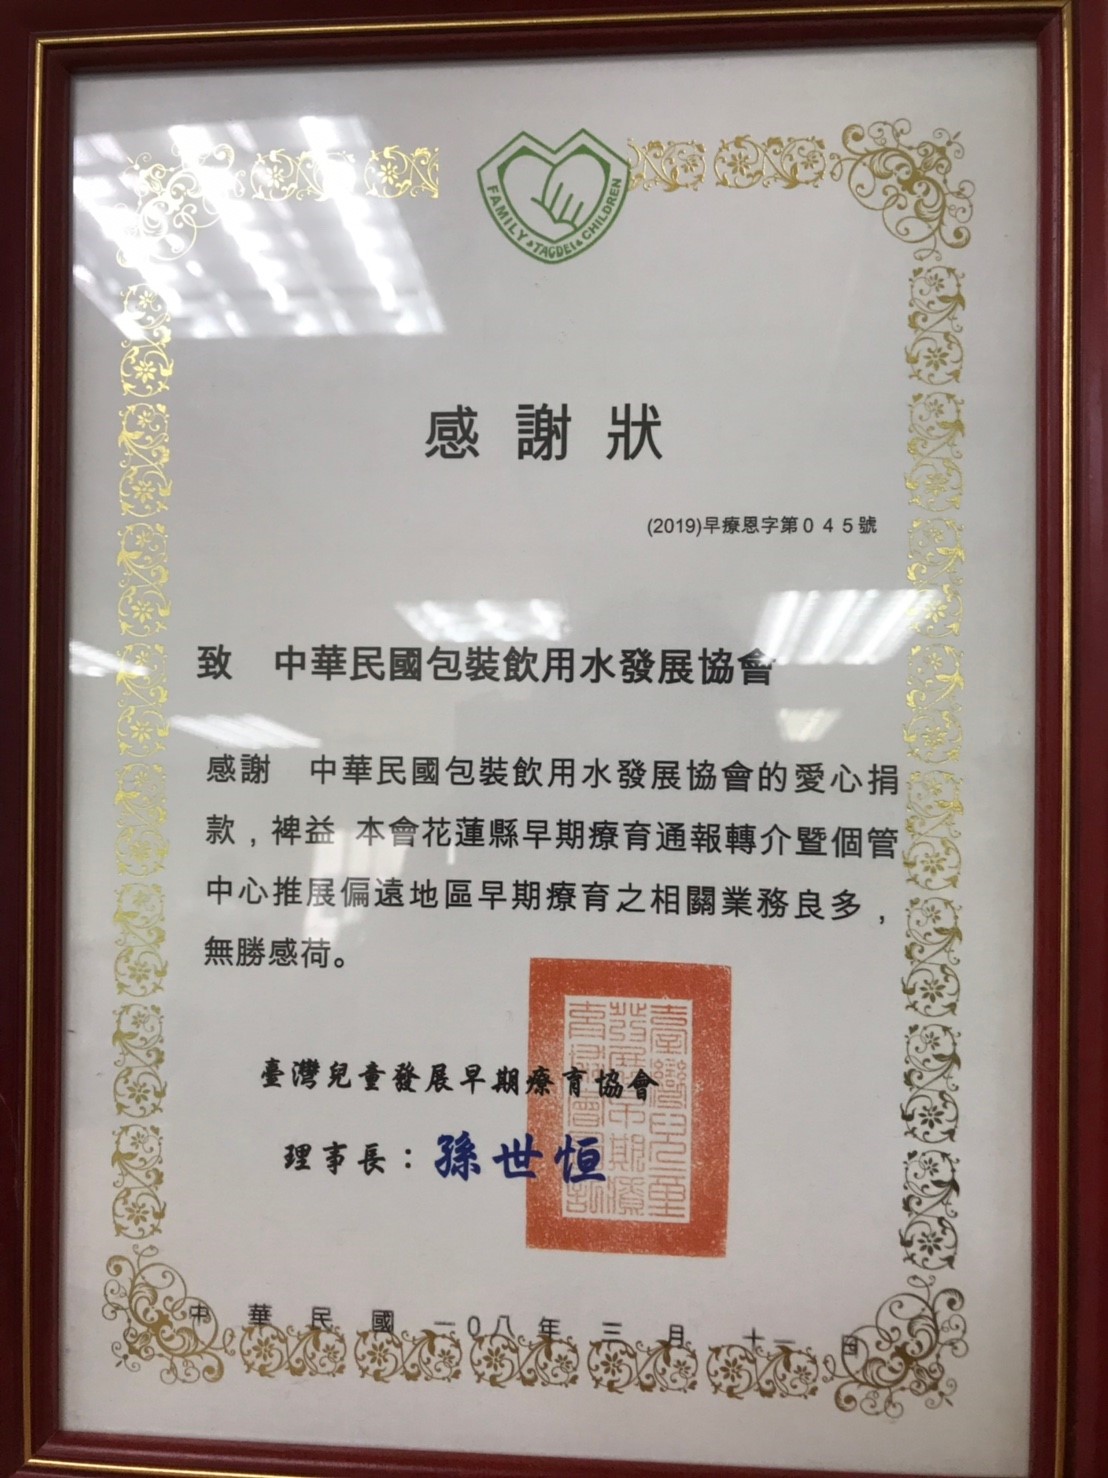 FAMILY & TAGDEI & CHILDREN
感謝狀
(2019)早療恩字第０４５號
致　中華民國包裝飲用水發展協會
感謝　中華民國包裝飲用水發展協會的愛心捐
款，裨益 本會花蓮縣早期療育通報轉介暨個管
中心推展偏遠地區早期療育之相關業務良多，
無勝感荷。
臺灣兒童發展早期療育協會
理事長：孫世恒
中華民國一０八年三月十一日